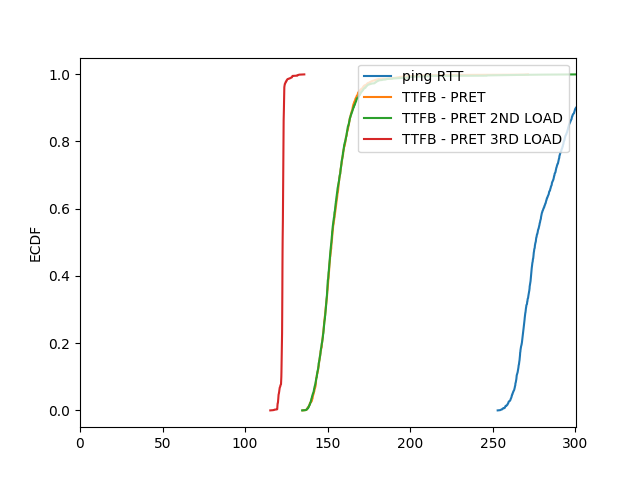 1.0
0.8
0.6
0.4
0.2
0.0
ECDF
ping RTT
TTFB - PRET
TTFB - PRET 2ND LOAD
TTFB - PRET 3RD LOAD
0
50
100
150
200
250
300